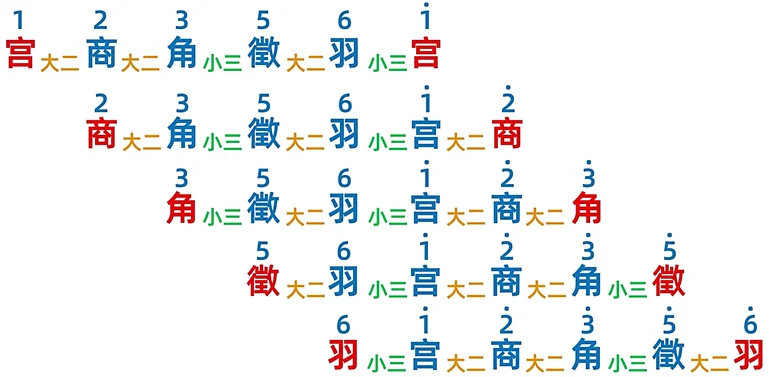 1 2 3 5 6 1̇
宫 大二 商 大二 角 小三 徵 大二 羽 小三 宫
2 3 5 6 1̇ 2̇
商 大二 角 小三 徵 大二 羽 小三 宫 大二 商
3 5 6 1̇ 2̇ 3̇
角 小三 徵 大二 羽 小三 宫 大二 商 大二 角
5 6 1̇ 2̇ 3̇ 5̇
徵 大二 羽 小三 宫 大二 商 大二 角 小三 徵
6 1̇ 2̇ 3̇ 5̇ 6̇
羽 小三 宫 大二 商 大二 角 小三 徵 大二 羽